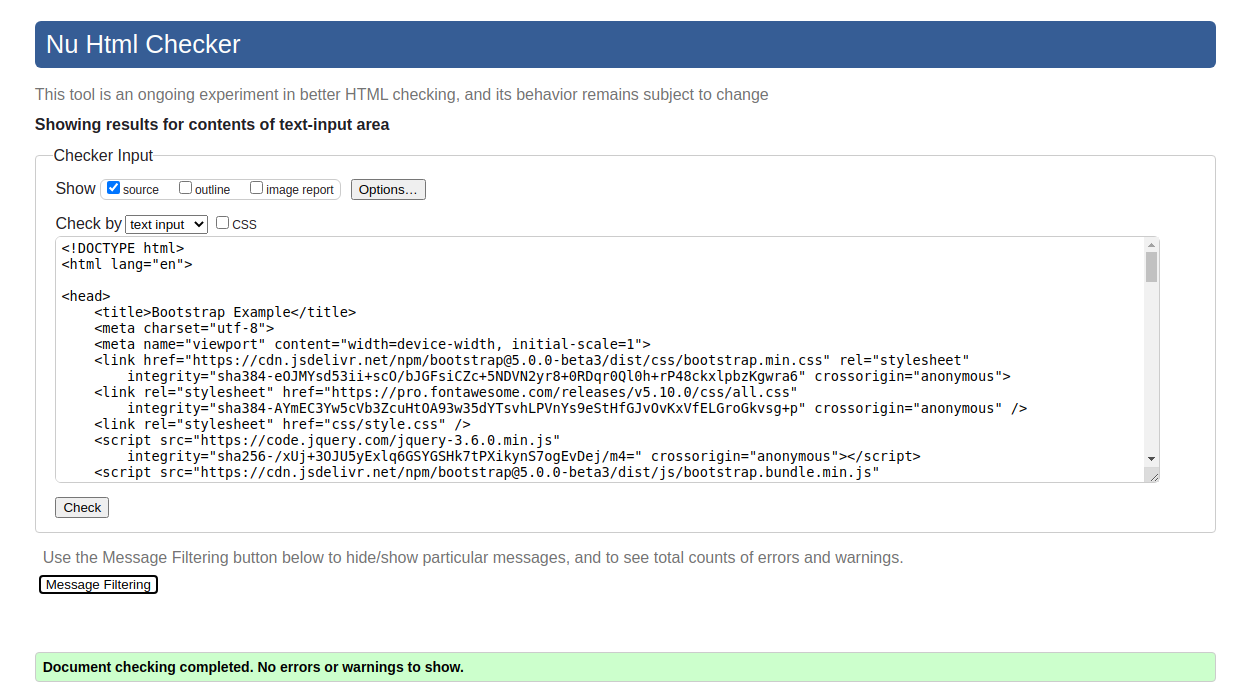 Nu Html Checker
This tool is an ongoing experiment in better HTML checking, and its behavior remains subject to change
Showing results for contents of text-input area
Checker Input
Show source outline image report Options…
Check by text input CSS
<!DOCTYPE html>
<html lang="en">
<head>
<title>Bootstrap Example</title>
<meta charset="utf-8">
<meta name="viewport" content="width=device-width, initial-scale=1">
<link href="https://cdn.jsdelivr.net/npm/bootstrap@5.0.0-beta3/dist/css/bootstrap.min.css" rel="stylesheet"
integrity="sha384-eOJMYsd53ii+scO/bJGFsiCZc+5NDVN2yr8+0RDqr0Ql0h+rP48ckxlpbzKgwra6" crossorigin="anonymous">
<link rel="stylesheet" href="https://pro.fontawesome.com/releases/v5.10.0/css/all.css"
integrity="sha384-AYmEC3Yw5cVb3ZcuHtOA93w35dYTsvhLPVnYs9eStHfGJvOvKxVfELGroGkvsg+p" crossorigin="anonymous" />
<link rel="stylesheet" href="css/style.css" />
<script src="https://code.jquery.com/jquery-3.6.0.min.js"
integrity="sha256-/xUj+3OJU5yExlq6GSYGSHk7tPXikynS7ogEvDej/m4=" crossorigin="anonymous"></script>
<script src="https://cdn.jsdelivr.net/npm/bootstrap@5.0.0-beta3/dist/js/bootstrap.bundle.min.js"
Check
Use the Message Filtering button below to hide/show particular messages, and to see total counts of errors and warnings.
Message Filtering
Document checking completed. No errors or warnings to show.